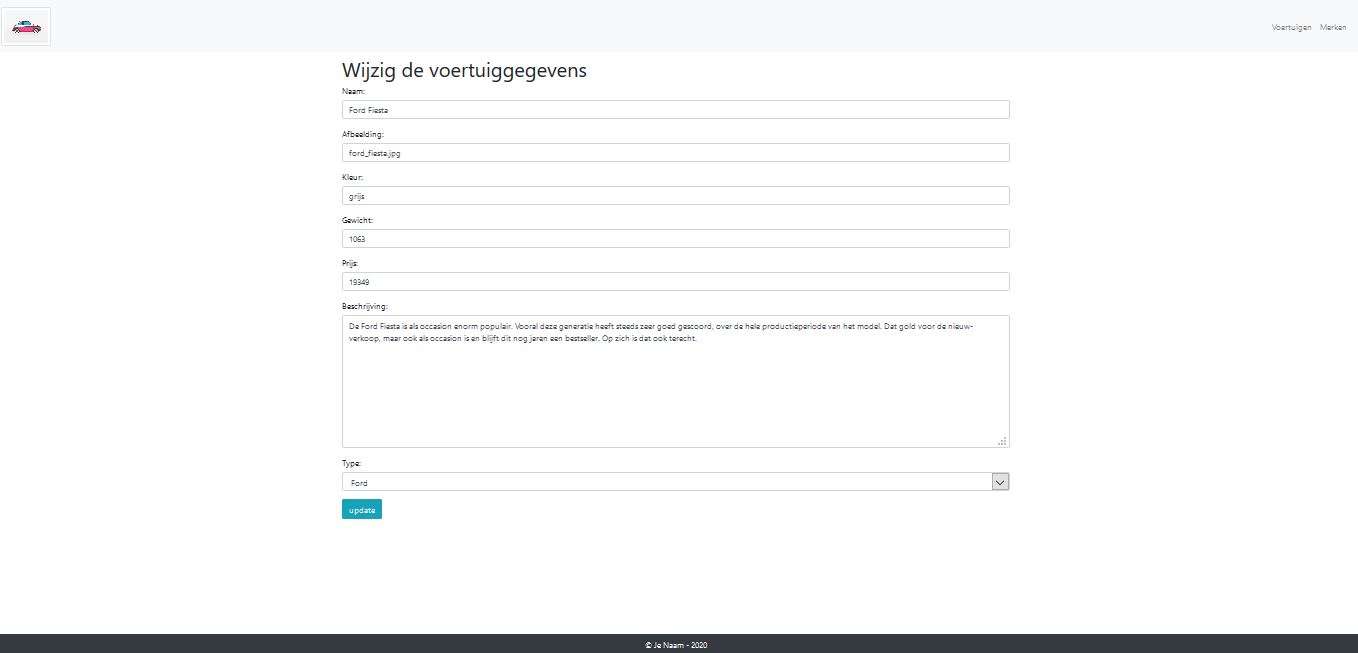 Voertuigen Merken
Wijzig de voertuiggegevens
Naam:
Ford Fiesta
Afbeelding:
ford_fiesta.jpg
Kleur:
grijs
Gewicht:
1063
Prijs:
19349
Beschrijving:
De Ford Fiesta is als occasion enorm populair. Vooral deze generatie heeft steeds zeer goed gescoord, over de hele productieperiode van het model. Dat gold voor de nieuw-
verkoop, maar ook als occasion is en blijft dit nog jaren een bestseller. Op zich is dat ook terecht.
Type:
Ford
update
© Je Naam - 2020